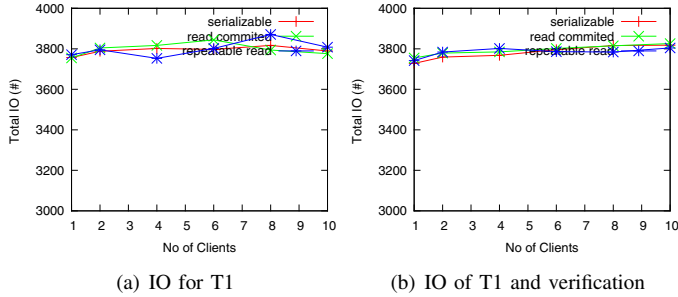 4000
3800
3600
3400
3200
3000
Total IO (#)
serializable
read commited
repeatable read
1 2 3 4 5 6 7 8 9 10
No of Clients
(a) IO for T1
4000
3800
3600
3400
3200
3000
Total IO (#)
serializable
read commited
repeatable read
1 2 3 4 5 6 7 8 9 10
No of Clients
(b) IO of T1 and verification